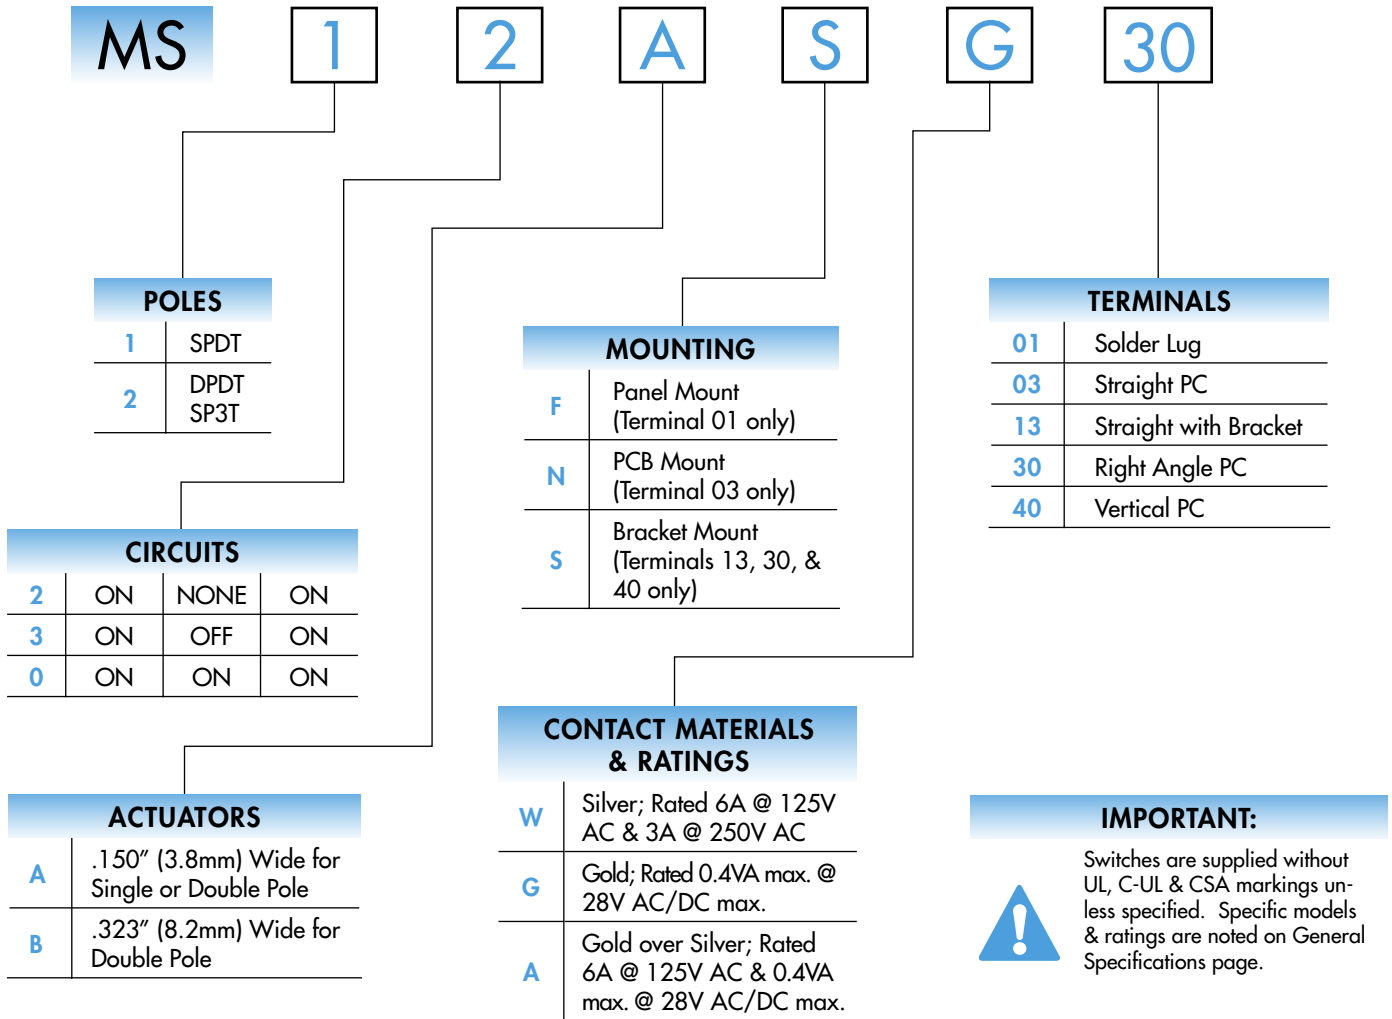 MS 1 2 A S G 30
POLES
1 SPDT
2 DPDT
SP3T
CIRCUITS
2 ON NONE ON
3 ON OFF ON
0 ON ON ON
ACTUATORS
A .150" (3.8mm) Wide for
Single or Double Pole
B .323" (8.2mm) Wide for
Double Pole
MOUNTING
F Panel Mount
(Terminal 01 only)
N PCB Mount
(Terminal 03 only)
S Bracket Mount
(Terminals 13, 30, &
40 only)
CONTACT MATERIALS
& RATINGS
W Silver; Rated 6A @ 125V
AC & 3A @ 250V AC
G Gold; Rated 0.4VA max. @
28V AC/DC max.
A Gold over Silver; Rated
6A @ 125V AC & 0.4VA
max. @ 28V AC/DC max.
TERMINALS
01 Solder Lug
03 Straight PC
13 Straight with Bracket
30 Right Angle PC
40 Vertical PC
IMPORTANT:
Switches are supplied without
UL, C-UL & CSA markings un-
less specified. Specific models
& ratings are noted on General
Specifications page.